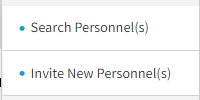 • Search Personnel(s)
• Invite New Personnel(s)